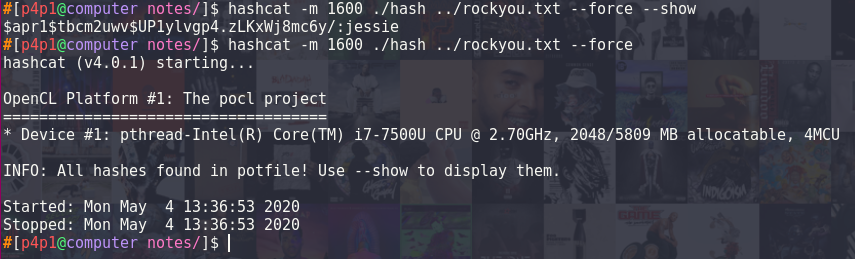 #[p4p1@computer notes/]$ hashcat -m 1600 ./hash ../rockyou.txt --force --show
$apr1$tbcm2uwv$UP1ylvgp4.zLKxWj8mc6y/:jessie
#[p4p1@computer notes/]$ hashcat -m 1600 ./hash ../rockyou.txt --force
hashcat (v4.0.1) starting...
OpenCL Platform #1: The pocl project
====================================
* Device #1: pthread-Intel(R) Core(TM) i7-7500U CPU @ 2.70GHz, 2048/5809 MB allocatable, 4MCU
INFO: All hashes found in potfile! Use --show to display them.
Started: Mon May  4 13:36:53 2020
Stopped: Mon May  4 13:36:53 2020
#[p4p1@computer notes/]$